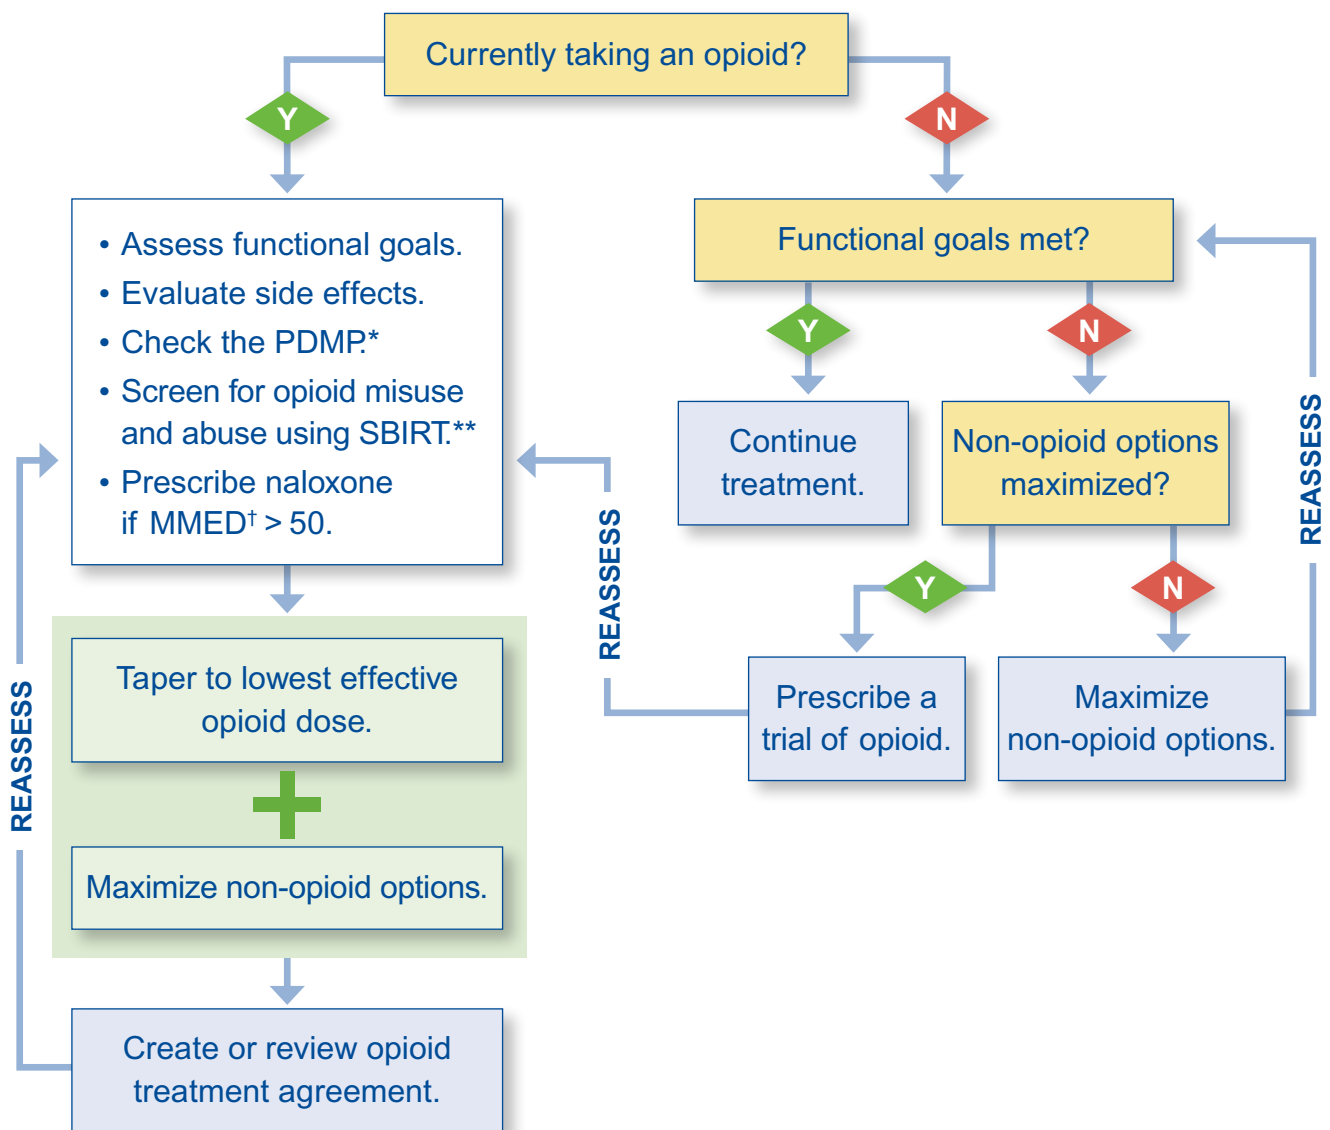 Currently taking an opioid?
Y
N
• Assess functional goals.
• Evaluate side effects.
• Check the PDMP.*
• Screen for opioid misuse
and abuse using SBIRT.**
• Prescribe naloxone
if MMED† > 50.
Functional goals met?
Y
N
Continue
treatment.
Non-opioid options
maximized?
REASSESS
Y
N
REASSESS
Prescribe a
trial of opioid.
Maximize
non-opioid options.
Taper to lowest effective
opioid dose.
Maximize non-opioid options.
REASSESS
Create or review opioid
treatment agreement.